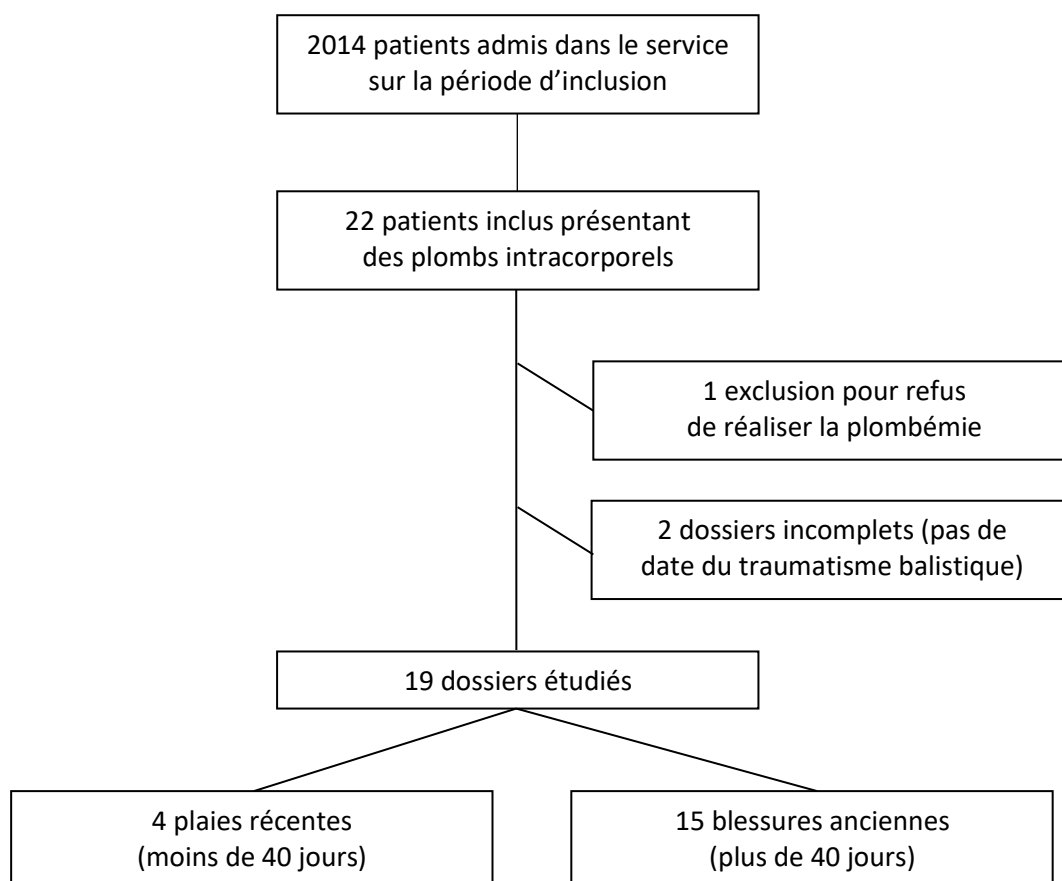 2014 patients admis dans le service
sur la période d’inclusion
22 patients inclus présentant
des plombs intracorporels
1 exclusion pour refus
de réaliser la plombémie
2 dossiers incomplets (pas de
date du traumatisme balistique)
19 dossiers étudiés
4 plaies récentes
(moins de 40 jours)
15 blessures anciennes
(plus de 40 jours)